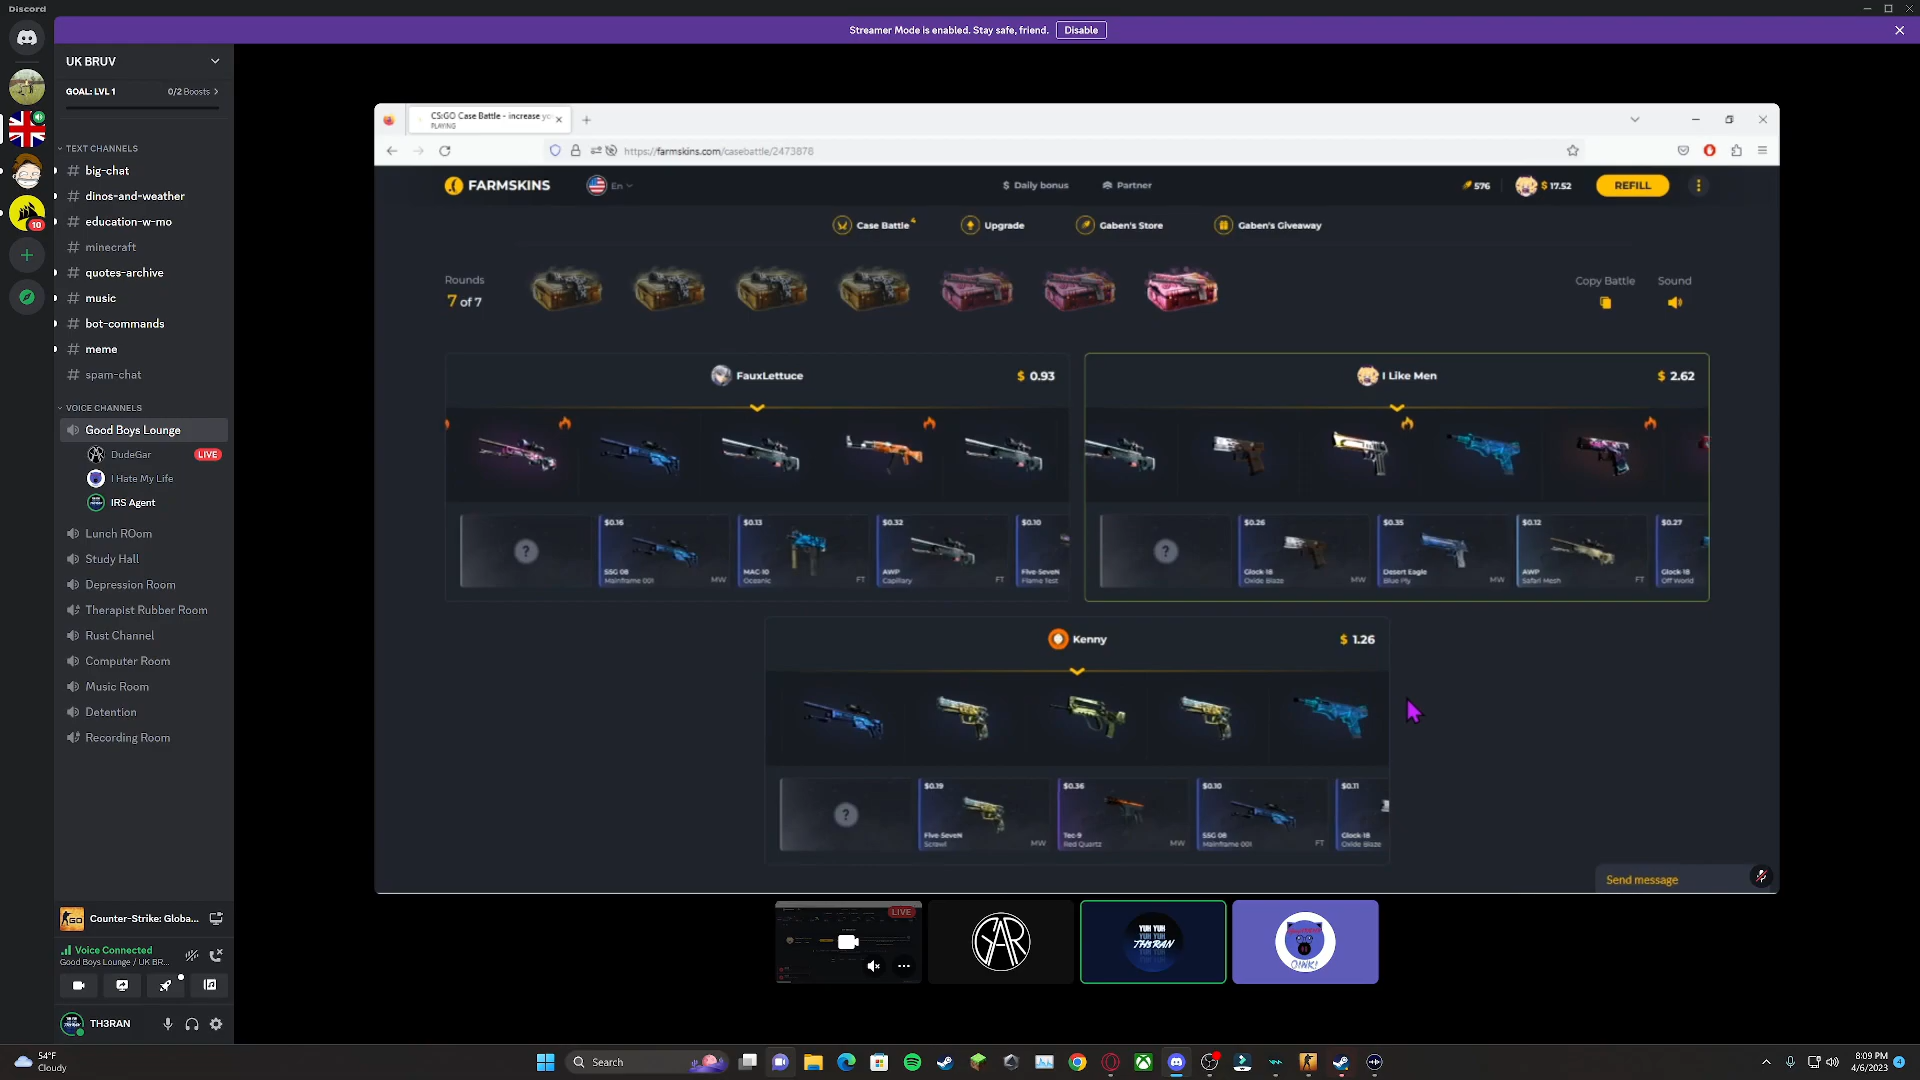 Discord
Streamer Mode is enabled. Stay safe, friend. Disable
UK BRUV
GOAL: LVL 1 0/2 Boosts
TEXT CHANNELS
# big-chat
# dinos-and-weather
# education-w-mo
# minecraft
# quotes-archive
# music
# bot-commands
# meme
# spam-chat
10
VOICE CHANNELS
Good Boys Lounge
DudeGar LIVE
I Hate My Life
IRS Agent
Lunch ROom
Study Hall
Depression Room
Therapist Rubber Room
Rust Channel
Computer Room
Music Room
Detention
Recording Room
Counter-Strike: Globa...
Voice Connected
Good Boys Lounge / UK BR...
TH3RAN
CS:GO Case Battle - increase yo
PLAYING
https://farmskins.com/casebattle/2473878
FARMSKINS En $ Daily bonus Partner 576 $ 17.52 REFILL
Case Battle 4 Upgrade Gaben's Store Gaben's Giveaway
Rounds
7 of 7
Copy Battle Sound
FauxLettuce $ 0.93
? $0.16 $0.13 $0.32 $0.10
SSG 08 MAC-10 AWP Five-SeveN
Mainframe 001 MW Oceanic FT Capillary FT Flame Test
I Like Men $ 2.62
? $0.26 $0.35 $0.12 $0.27
Glock-18 Desert Eagle AWP Glock-18
Oxide Blaze MW Blue Ply MW Safari Mesh FT Off World
Kenny $ 1.26
? $0.19 $0.36 $0.10 $0.11
Five-SeveN Tec-9 SSG 08 Glock-18
Scrawl MW Red Quartz MW Mainframe 001 FT Oxide Blaze
Send message
LIVE
YUH YUH
YUH YUH
TH3RAN
OINK!
54°F
Cloudy
Search
8:09 PM
4/6/2023
4